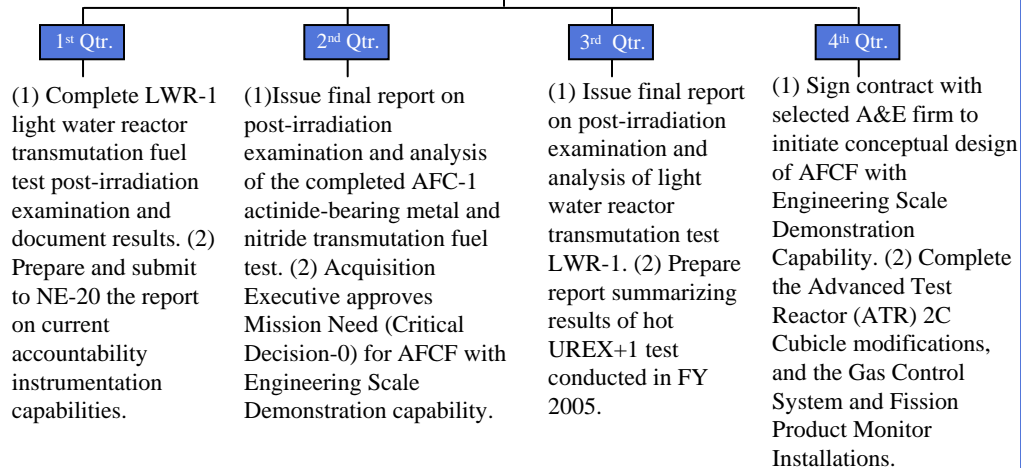 1st Qtr.
(1) Complete LWR-1
light water reactor
transmutation fuel
test post-irradiation
examination and
document results. (2)
Prepare and submit
to NE-20 the report
on current
accountability
instrumentation
capabilities.
2nd Qtr.
(1)Issue final report on
post-irradiation
examination and analysis
of the completed AFC-1
actinide-bearing metal and
nitride transmutation fuel
test. (2) Acquisition
Executive approves
Mission Need (Critical
Decision-0) for AFCF with
Engineering Scale
Demonstration capability.
3rd Qtr.
(1) Issue final report
on post-irradiation
examination and
analysis of light
water reactor
transmutation test
LWR-1. (2) Prepare
report summarizing
results of hot
UREX+1 test
conducted in FY
2005.
4th Qtr.
(1) Sign contract with
selected A&E firm to
initiate conceptual design
of AFCF with
Engineering Scale
Demonstration
Capability. (2) Complete
the Advanced Test
Reactor (ATR) 2C
Cubicle modifications,
and the Gas Control
System and Fission
Product Monitor
Installations.